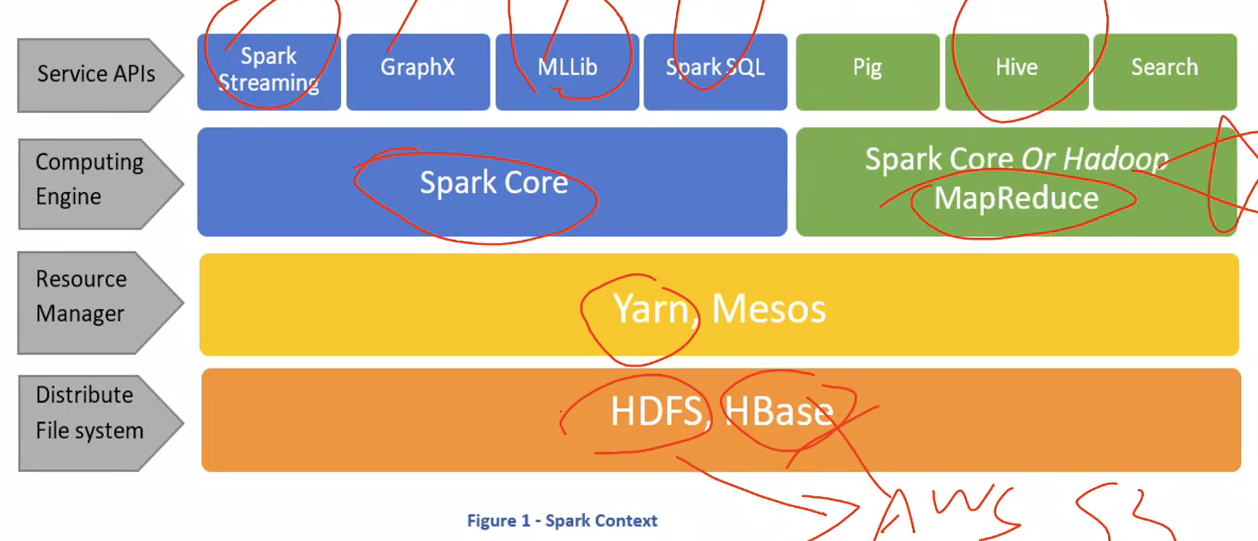 Service APIs
Spark
Streaming
GraphX
MLLib
Spark SQL
Pig
Hive
Search
Computing
Engine
Spark Core
Spark Core Or Hadoop
MapReduce
Resource
Manager
Yarn, Mesos
Distribute
File system
HDFS, HBase
AWS S3
Figure 1 - Spark Context